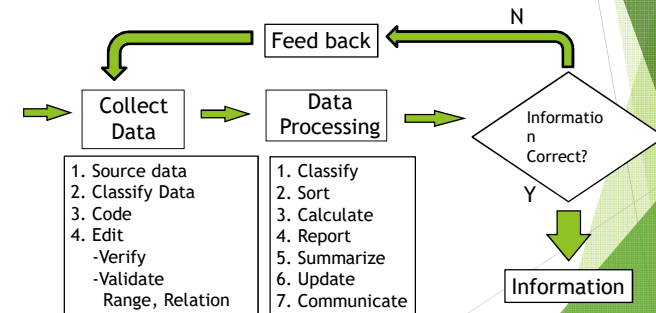 N
Feed back
Collect
Data
Data
Processing
Informatio
n
Correct?
Y
1. Source data
2. Classify Data
3. Code
4. Edit
-Verify
-Validate
Range, Relation
1. Classify
2. Sort
3. Calculate
4. Report
5. Summarize
6. Update
7. Communicate
Information